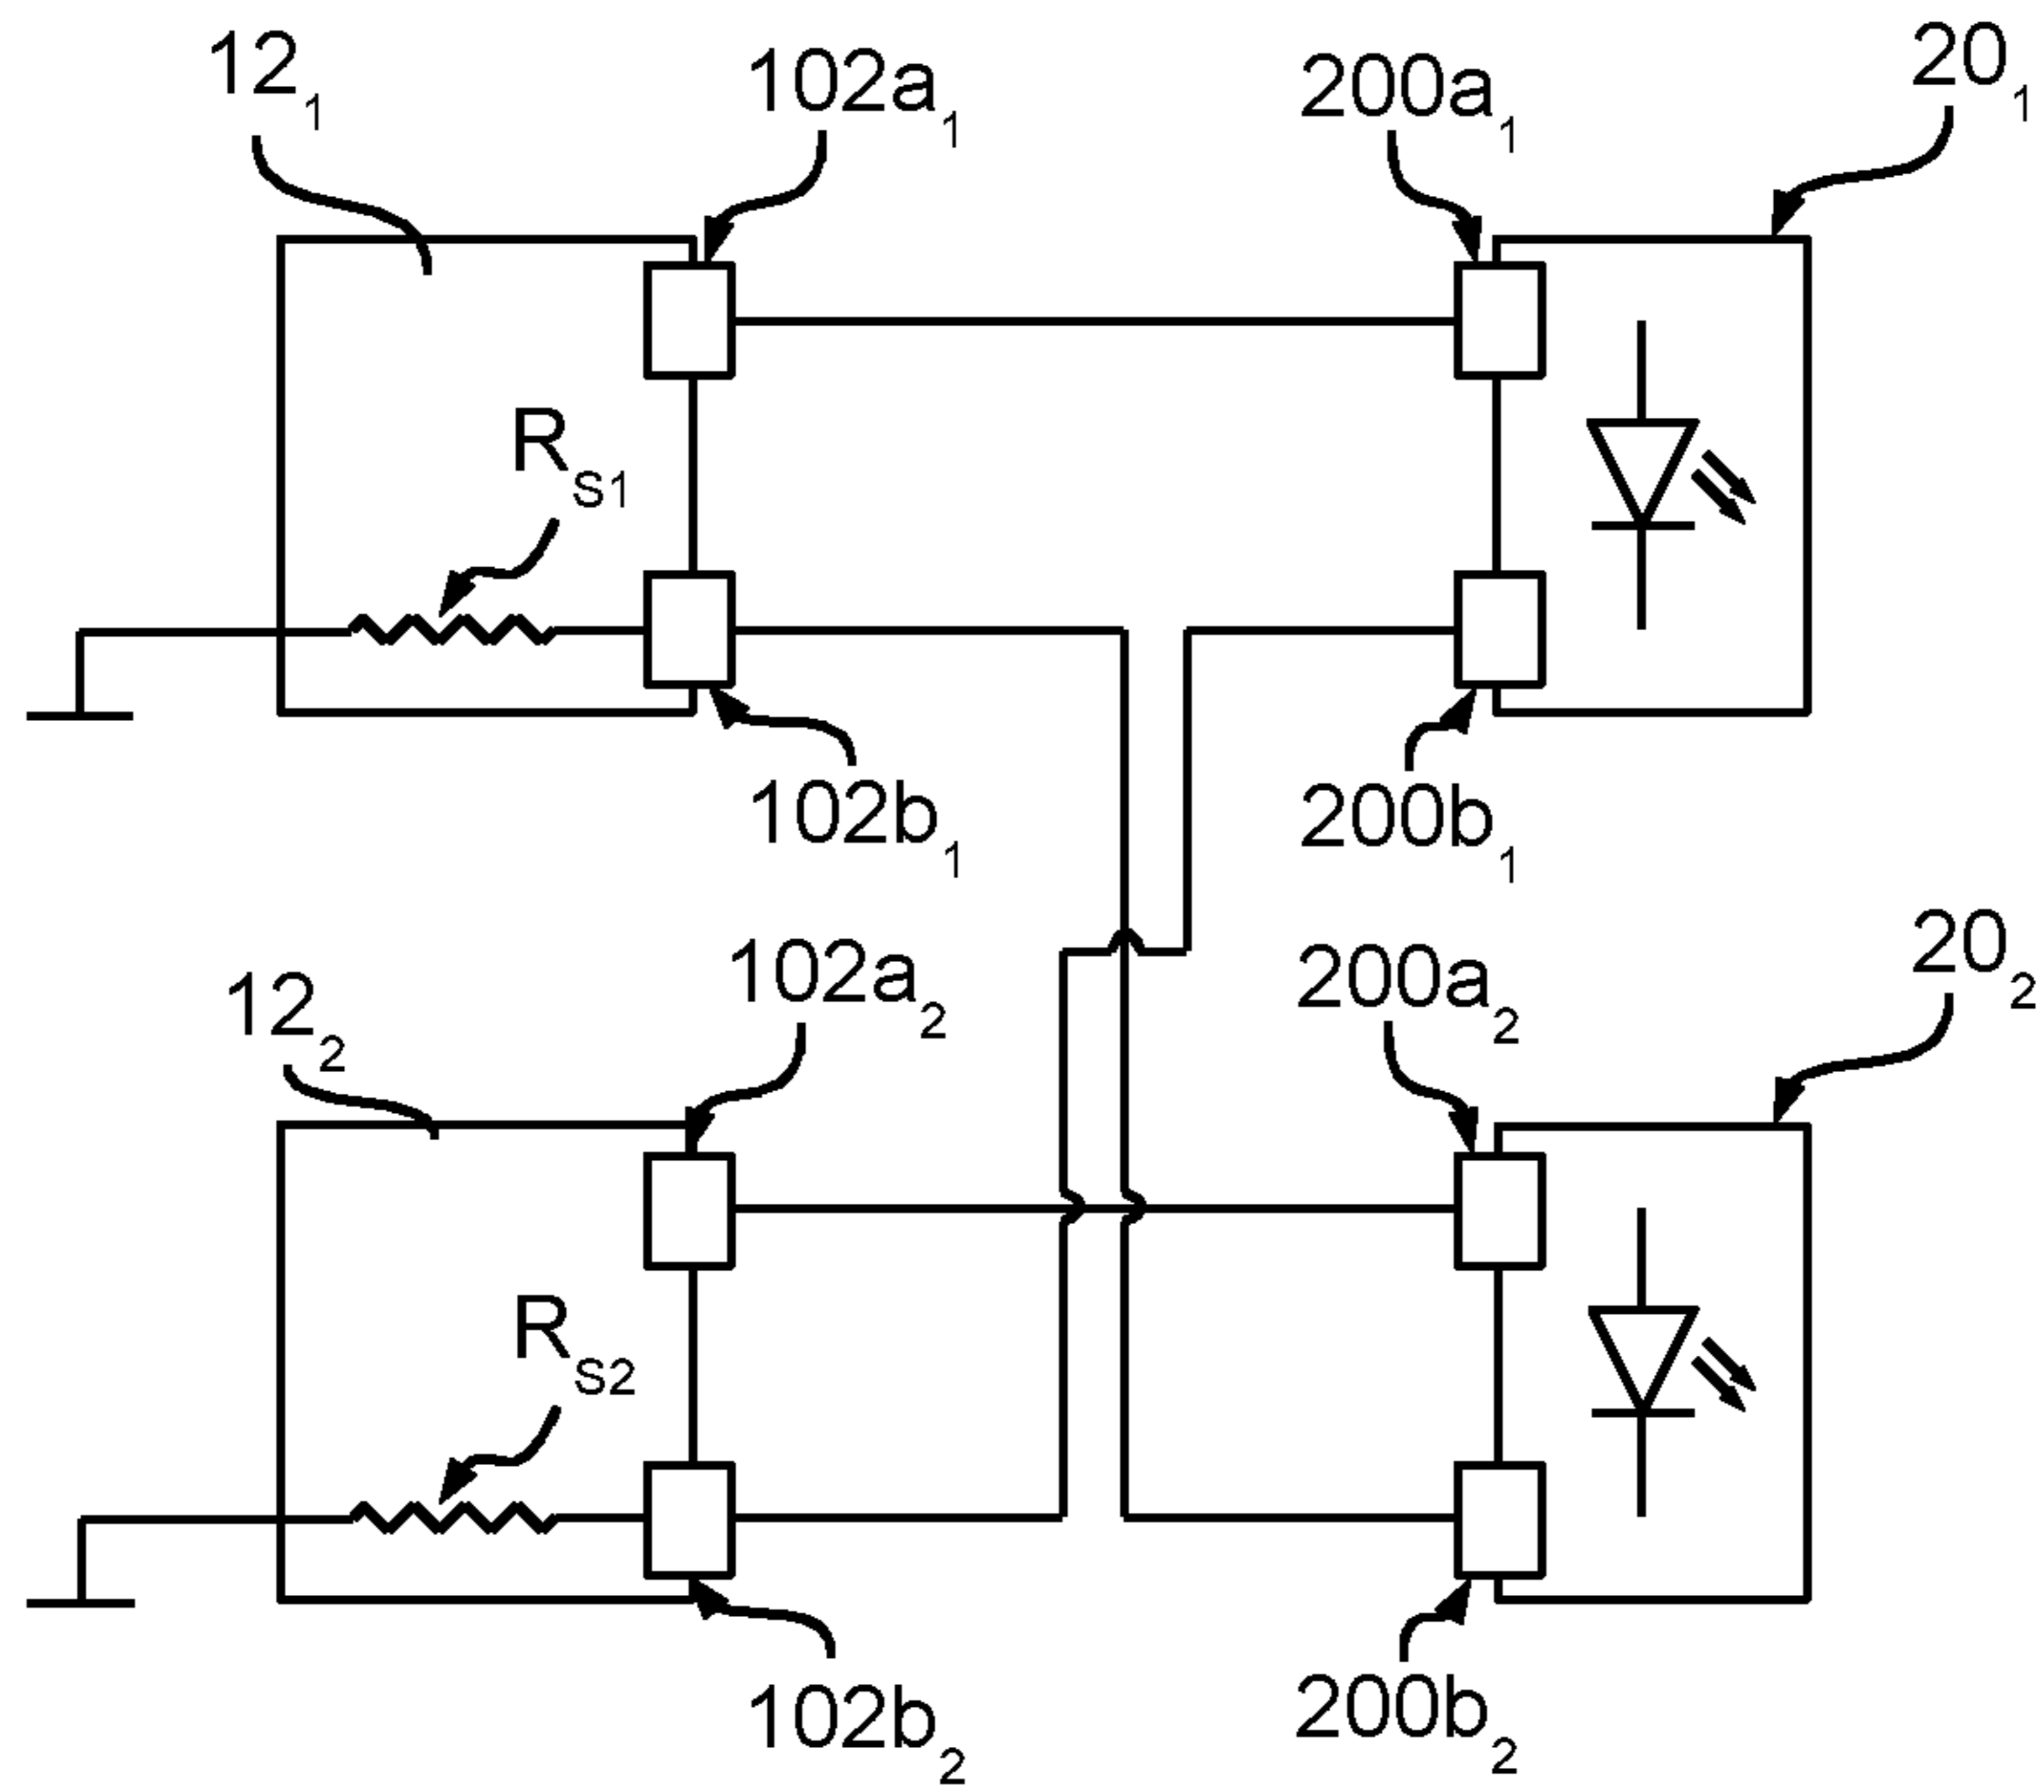 12₁
102a₁
200a₁
20₁
R_S1
102b₁
200b₁
12₂
102a₂
200a₂
20₂
R_S2
102b₂
200b₂